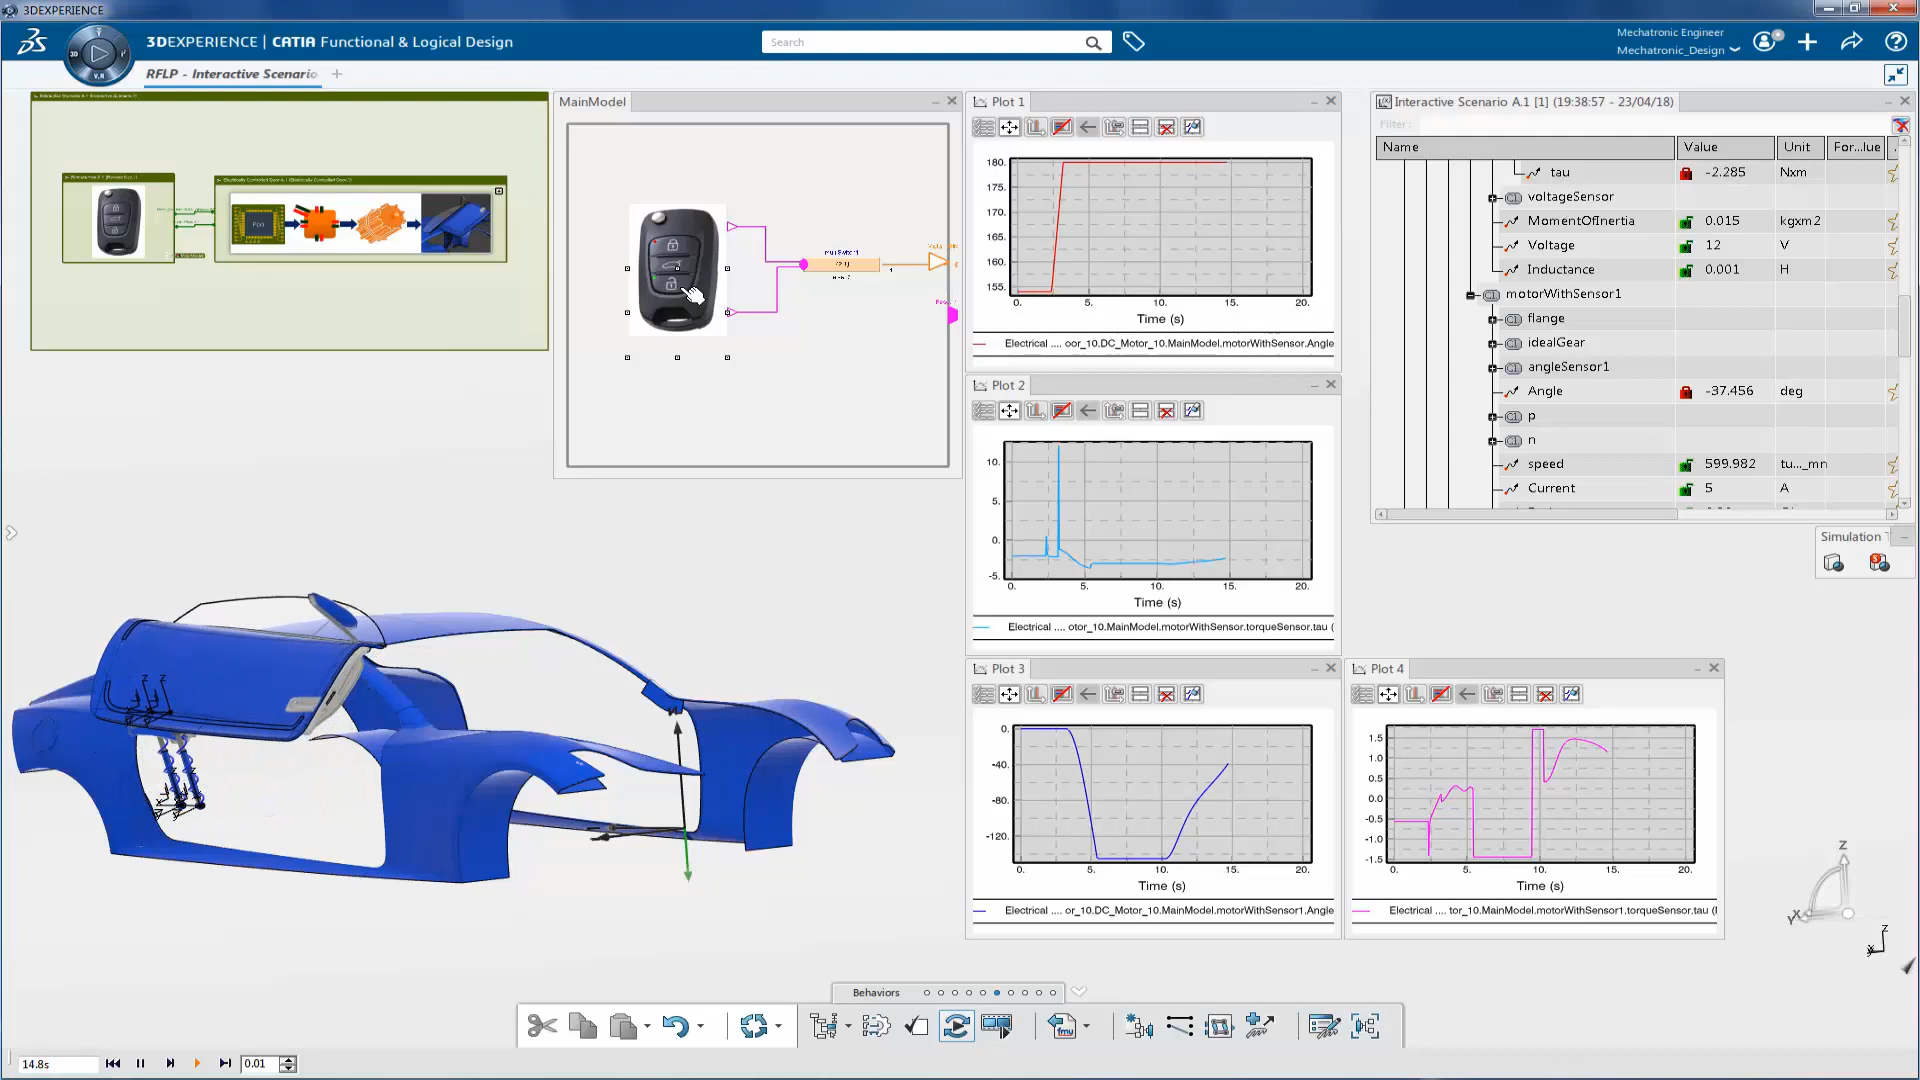 3DEXPERIENCE
3DEXPERIENCE | CATIA Functional & Logical Design
Search
Mechatronic Engineer
Mechatronic_Design
3D
V.R
RFLP - Interactive Scenario
MainModel
Plot 1
180.
175.
170.
165.
160.
155.
0.
5.
10.
15.
20.
Time (s)
Electrical .... oor_10.DC_Motor_10.MainModel.motorWithSensor.Angle
Plot 2
10.
5.
0.
-5.
0.
5.
10.
15.
20.
Time (s)
Electrical .... otor_10.MainModel.motorWithSensor.torqueSensor.tau (
Plot 3
0.
-40.
-80.
-120.
0.
5.
10.
15.
20.
Time (s)
Electrical .... or_10.DC_Motor_10.MainModel.motorWithSensor1.Angle
Plot 4
1.5
1.0
0.5
0.0
-0.5
-1.0
-1.5
0.
5.
10.
15.
20.
Time (s)
Electrical .... tor_10.MainModel.motorWithSensor1.torqueSensor.tau (
Interactive Scenario A.1 [1] (19:38:57 - 23/04/18)
Filter :
Name Value Unit For...lue
tau -2.285 Nxm
voltageSensor
MomentOfInertia 0.015 kgxm2
Voltage 12 V
Inductance 0.001 H
motorWithSensor1
flange
idealGear
angleSensor1
Angle -37.456 deg
p
n
speed 599.982 tu..._mn
Current 5 A
Simulation
Z
Z
Behaviors
fmu
14.8s
0.01